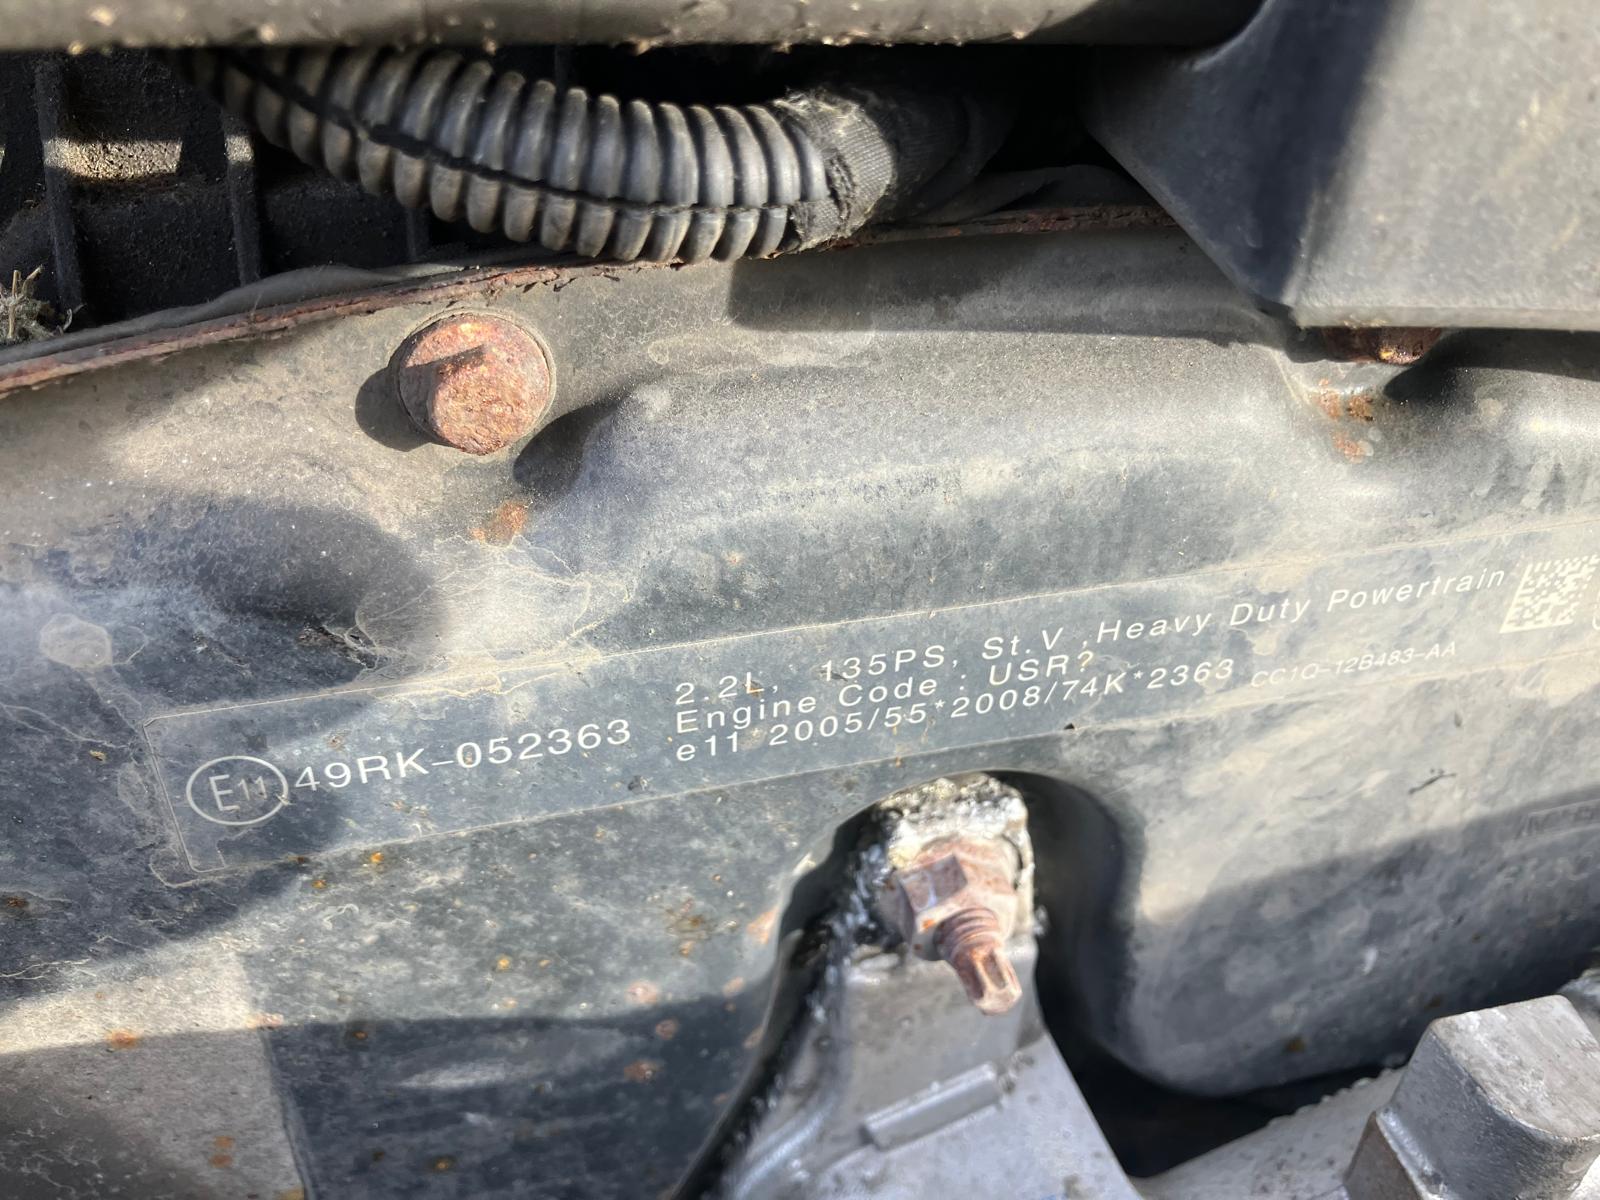 E11 49RK-052363
2.2L, 135PS, St.V ,Heavy Duty Powertrain
Engine Code : USR?
e11*2005/55*2008/74K*2363 CC1Q-12B483-AA